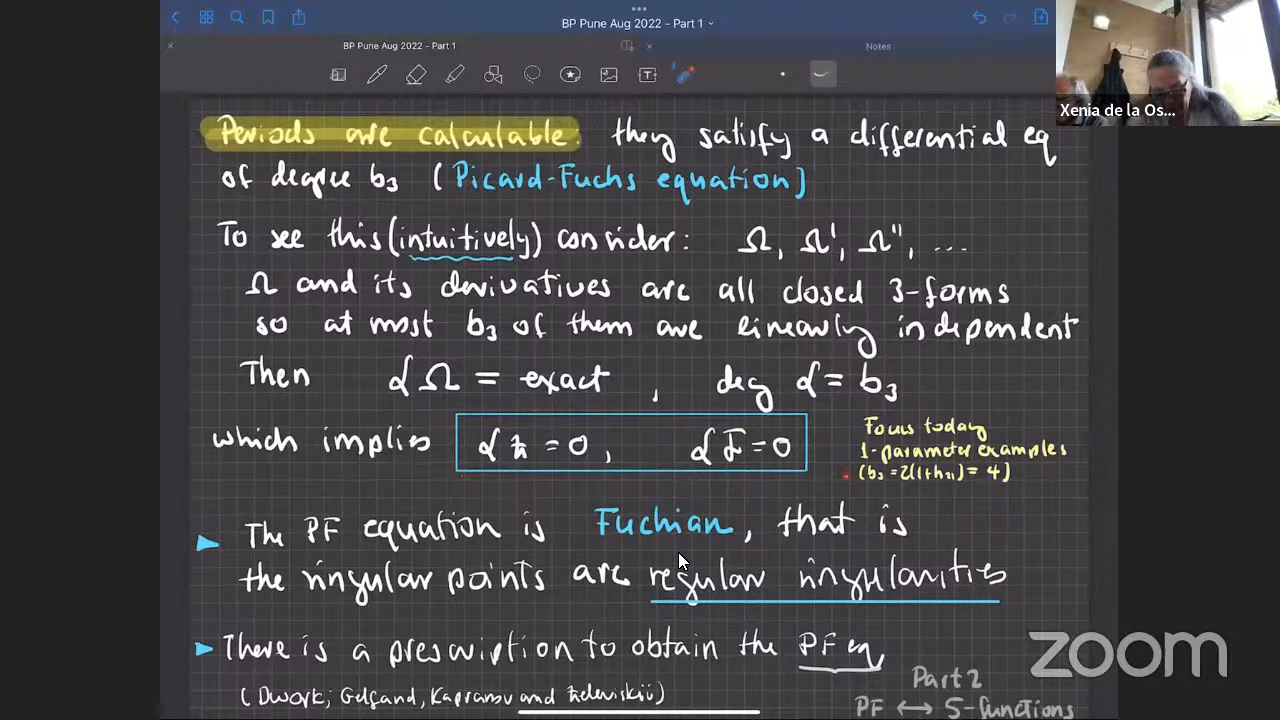 BP Pune Aug 2022 - Part 1
BP Pune Aug 2022 - Part 1
Notes
Xenia de la Os...
Periods are calculable: they satisfy a differential eq
of degree b₃ (Picard-Fuchs equation)
To see this (intuitively) consider: Ω, Ω', Ω'', ...
Ω and its derivatives are all closed 3-forms
so at most b₃ of them are linearly independent
Then ℒΩ = exact, deg ℒ = b₃
which implies ℒ = 0, ℒ = 0
Focus today
1-parameter examples
(b₃ = 2(1+h₂₁) = 4)
The PF equation is Fuchian, that is
the singular points are regular singularities
There is a prescription to obtain the PF eq
(Dwork; Gelfand, Kapranov and Zeleviskii)
Part 2
PF ↔ S-functions
zoom